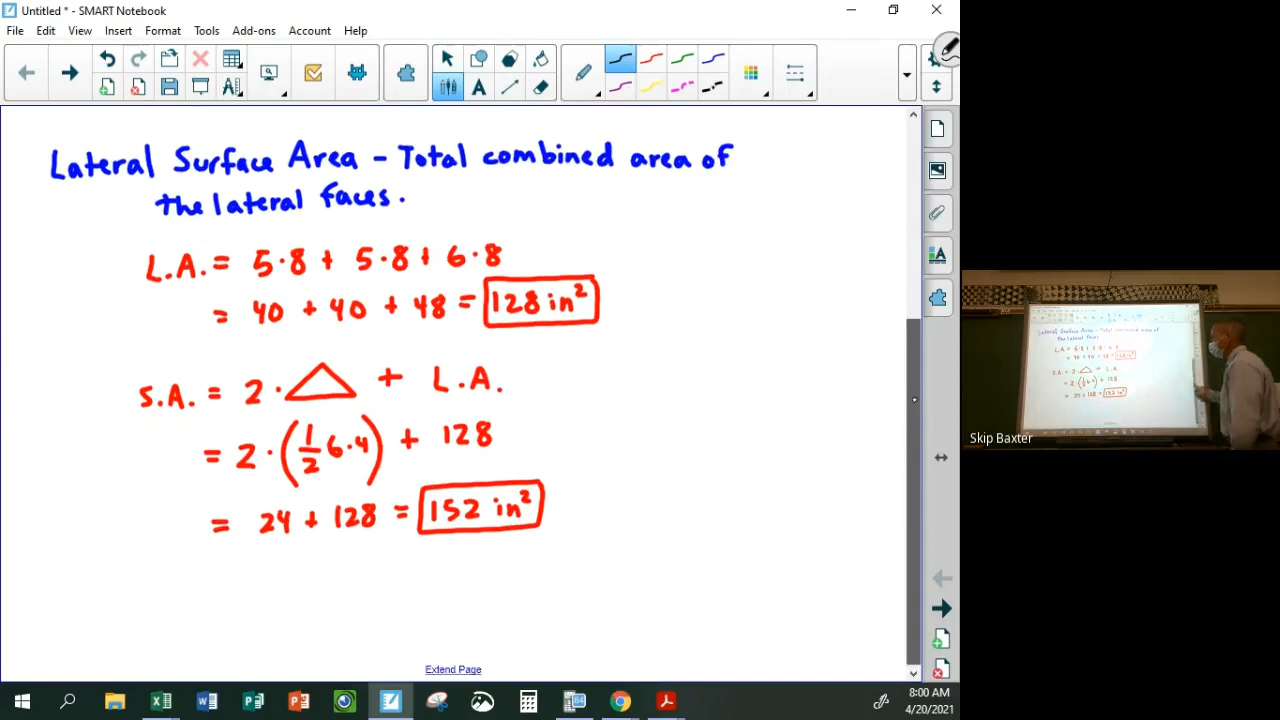 Untitled * - SMART Notebook
File Edit View Insert Format Tools Add-ons Account Help
Lateral Surface Area - Total combined area of
the lateral faces.
L.A. = 5·8 + 5·8 + 6·8
= 40 + 40 + 48 = 128 in²
S.A. = 2· △ + L.A.
= 2·(1/2 6·4) + 128
= 24 + 128 = 152 in²
Extend Page
Skip Baxter
8:00 AM
4/20/2021